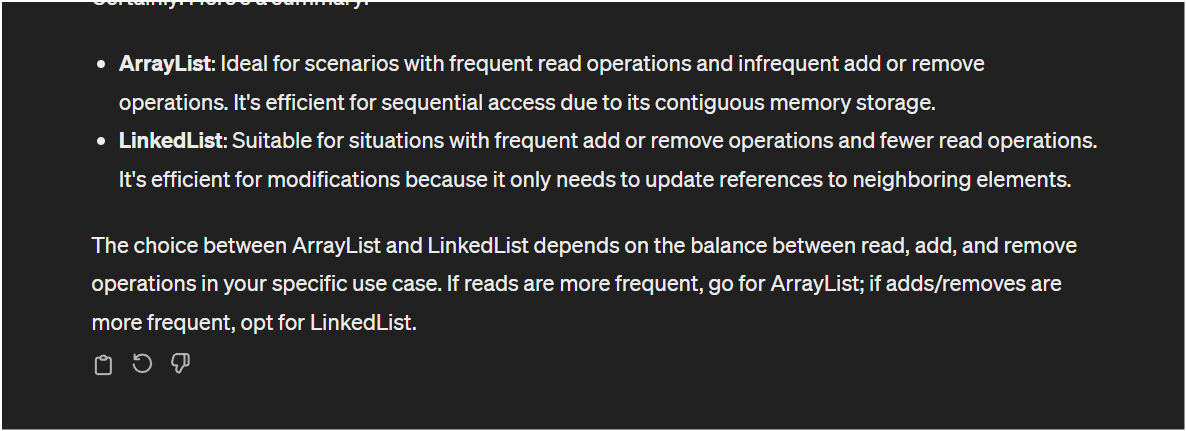 Certainly! Here's a summary:
• ArrayList: Ideal for scenarios with frequent read operations and infrequent add or remove
operations. It's efficient for sequential access due to its contiguous memory storage.
• LinkedList: Suitable for situations with frequent add or remove operations and fewer read operations.
It's efficient for modifications because it only needs to update references to neighboring elements.
The choice between ArrayList and LinkedList depends on the balance between read, add, and remove
operations in your specific use case. If reads are more frequent, go for ArrayList; if adds/removes are
more frequent, opt for LinkedList.